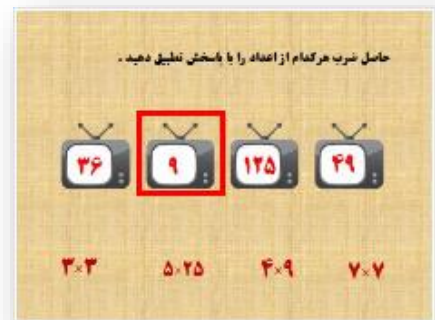 حاصل ضرب هرکدام از اعداد را با پاسخش تطبیق دهید .
۴۹ ۱۲۵ ۹ ۳۶
۷×۷ ۴×۹ ۵×۲۵ ۳×۳